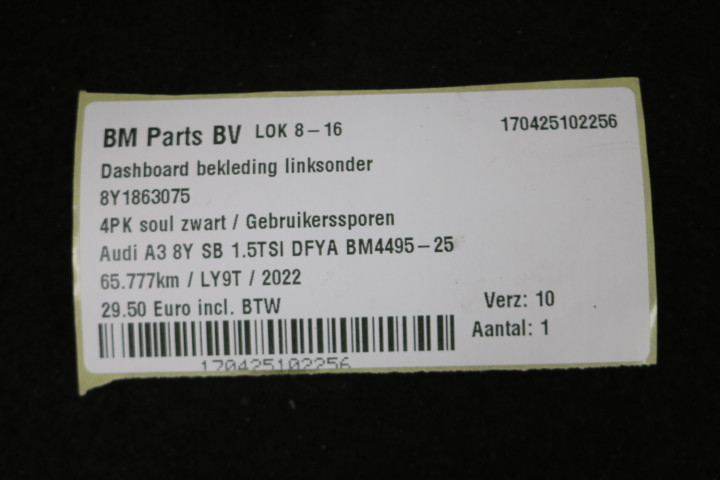 BM Parts BV LOK 8-16 170425102256
Dashboard bekleding linksonder
8Y1863075
4PK soul zwart / Gebruikerssporen
Audi A3 8Y SB 1.5TSI DFYA BM4495-25
65.777km / LY9T / 2022
29.50 Euro incl. BTW Verz: 10
Aantal: 1
170425102256